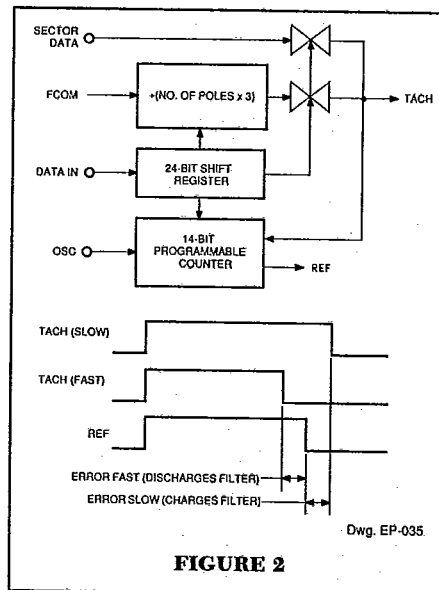 SECTOR
DATA
FCOM
÷(NO. OF POLES x 3)
TACH
DATA IN
24-BIT SHIFT
REGISTER
OSC
14-BIT
PROGRAMMABLE
COUNTER
REF
TACH (SLOW)
TACH (FAST)
REF
ERROR FAST (DISCHARGES FILTER)
ERROR SLOW (CHARGES FILTER)
Dwg. EP-035
FIGURE 2